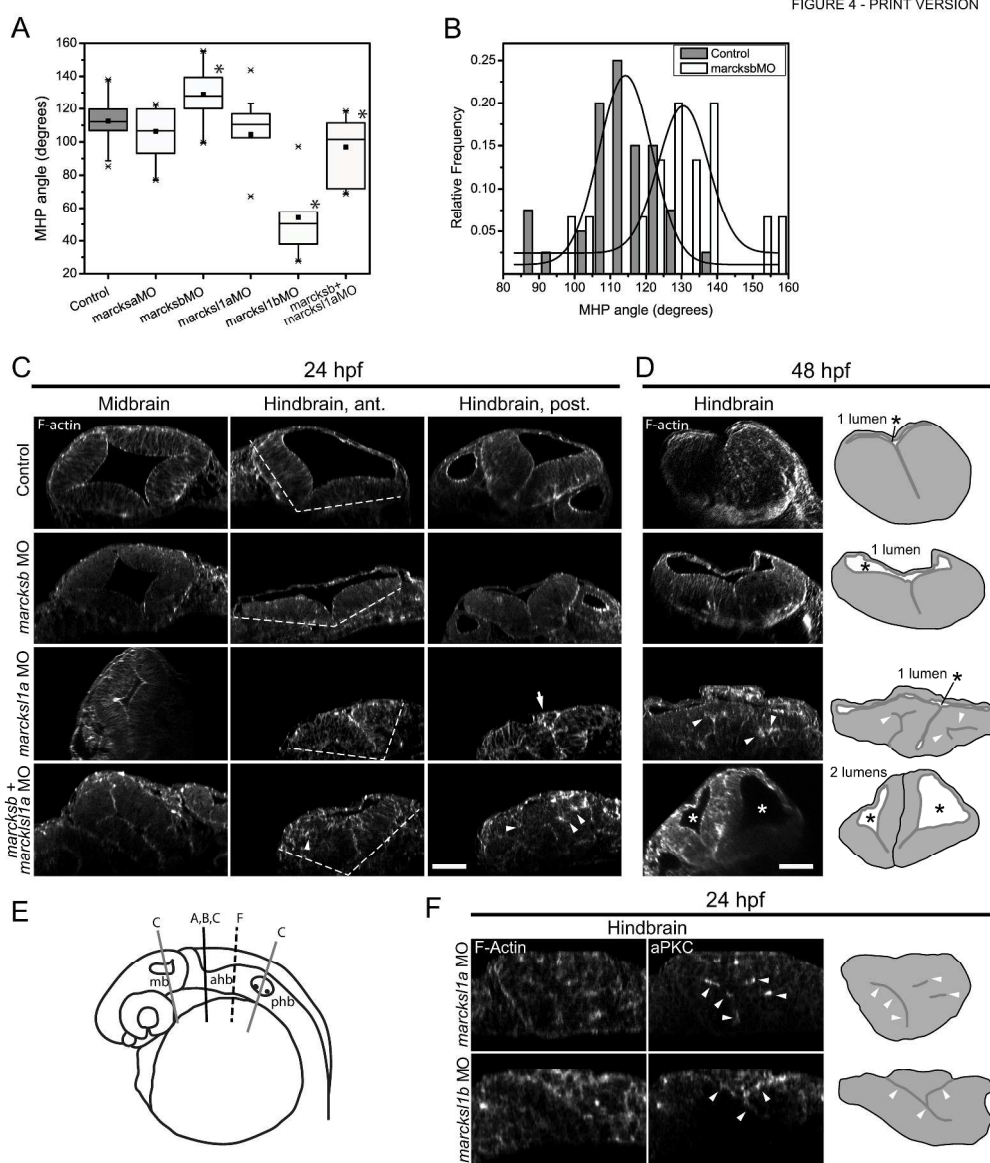 FIGURE 4 - PRINT VERSION
A
160
140
120
100
80
60
40
20
MHP angle (degrees)
*
*
*
Control
marcksaMO
marcksbMO
marcksl1aMO
marcksl1bMO
marcksb+
marcksl1aMO
B
Control
marcksbMO
0.20
0.15
0.10
0.05
0.00
Relative Frequency
80 90 100 110 120 130 140 150 160
MHP angle (degrees)
C
24 hpf
Midbrain
Hindbrain, ant.
Hindbrain, post.
F-actin
Control
marcksb MO
marcksl1a MO
marcksb +
marcksl1a MO
D
48 hpf
Hindbrain
F-actin
1 lumen *
1 lumen
*
1 lumen *
2 lumens
* *
* *
E
C
A,B,C
F
C
mb
ahb
phb
F
24 hpf
Hindbrain
F-Actin
aPKC
marcksl1a MO
marcksl1b MO